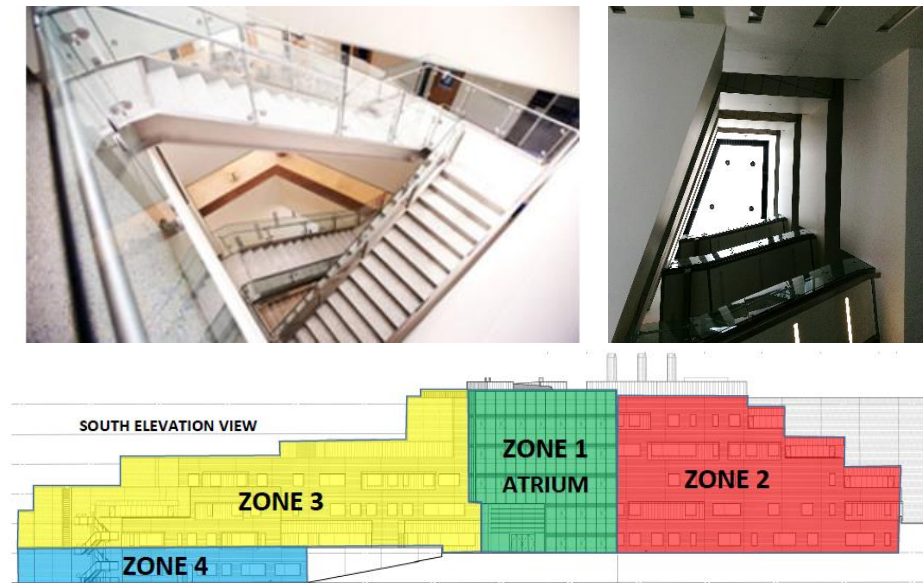 SOUTH ELEVATION VIEW
ZONE 1
ATRIUM
ZONE 2
ZONE 3
ZONE 4